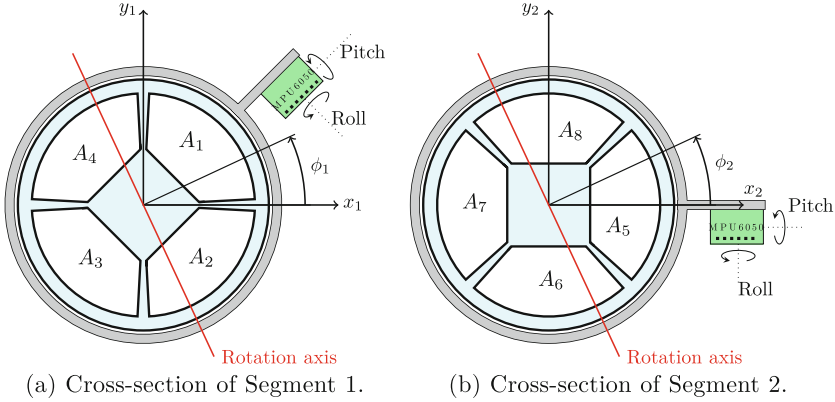 y₁
Pitch
MPU6050
Roll
A₁
A₄
ϕ₁
x₁
A₃
A₂
Rotation axis
(a) Cross-section of Segment 1.
y₂
A₈
ϕ₂
x₂
A₇
A₅
Pitch
MPU6050
A₆
Roll
Rotation axis
(b) Cross-section of Segment 2.